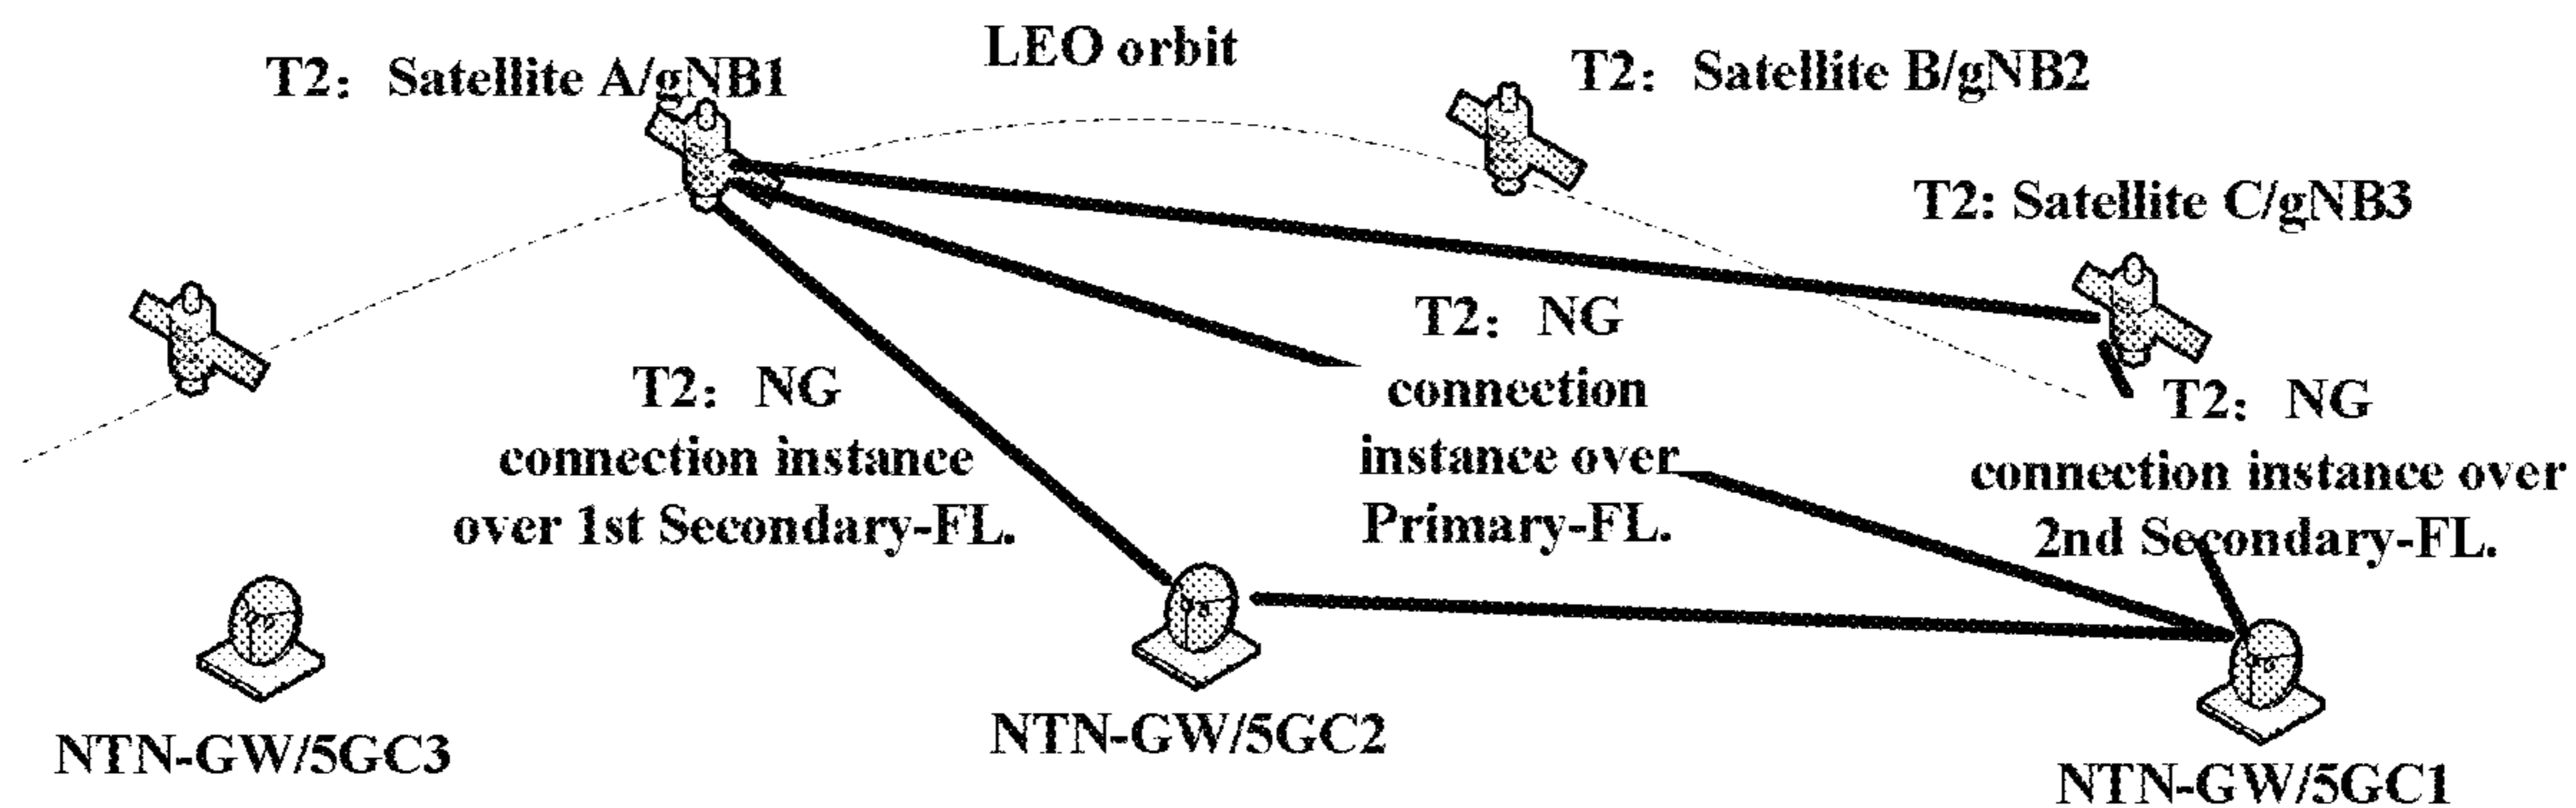 LEO orbit
T2: Satellite A/gNB1
T2: Satellite B/gNB2
T2: Satellite C/gNB3
T2: NG
connection instance
over 1st Secondary-FL.
T2: NG
connection
instance over
Primary-FL.
T2: NG
connection instance over
2nd Secondary-FL.
NTN-GW/5GC3
NTN-GW/5GC2
NTN-GW/5GC1